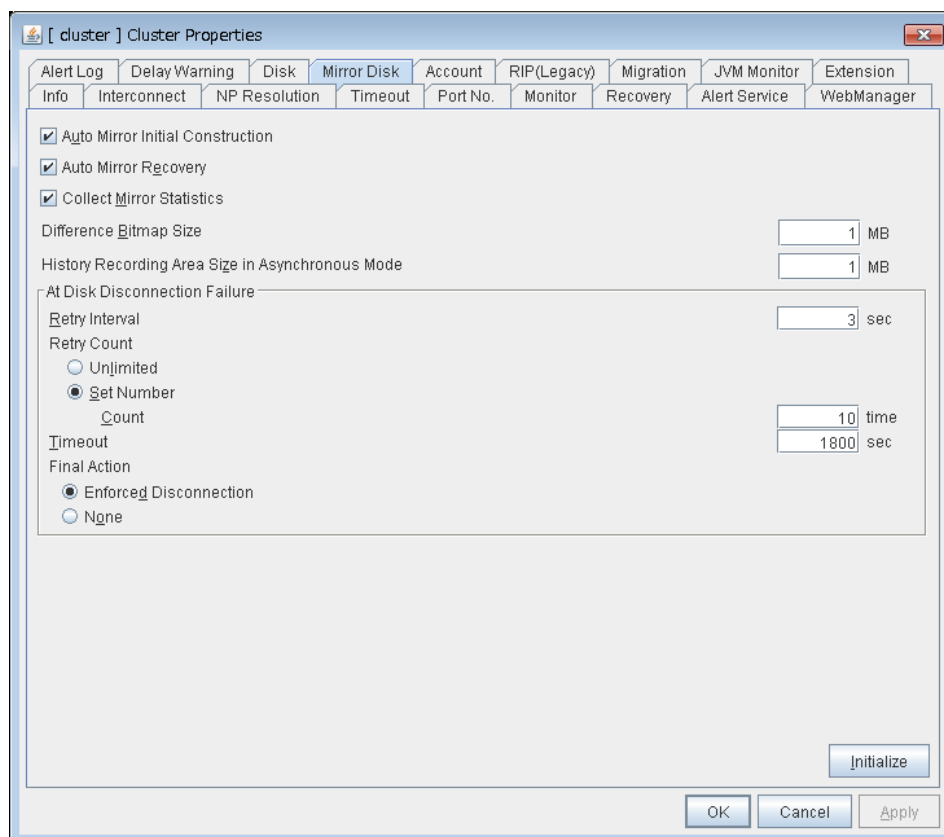 [ cluster ] Cluster Properties
Alert Log Delay Warning Disk Mirror Disk Account RIP(Legacy) Migration JVM Monitor Extension
Info Interconnect NP Resolution Timeout Port No. Monitor Recovery Alert Service WebManager
Auto Mirror Initial Construction
Auto Mirror Recovery
Collect Mirror Statistics
Difference Bitmap Size 1 MB
History Recording Area Size in Asynchronous Mode 1 MB
At Disk Disconnection Failure
Retry Interval 3 sec
Retry Count
Unlimited
Set Number
Count 10 time
Timeout 1800 sec
Final Action
Enforced Disconnection
None
Initialize
OK Cancel Apply